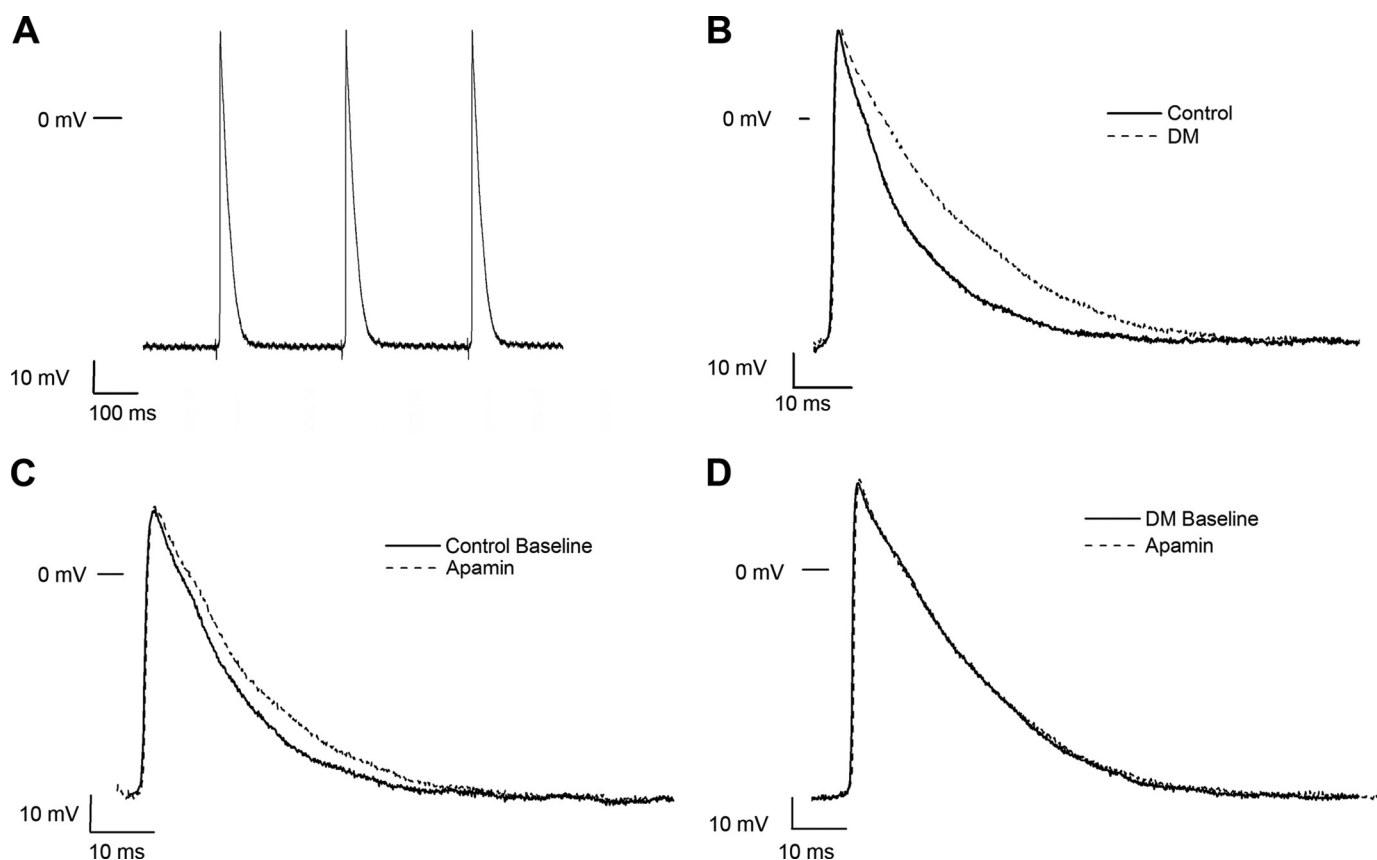 A
0 mV
10 mV
100 ms
B
0 mV
Control
DM
10 mV
10 ms
C
0 mV
Control Baseline
Apamin
10 mV
10 ms
D
0 mV
DM Baseline
Apamin
10 mV
10 ms